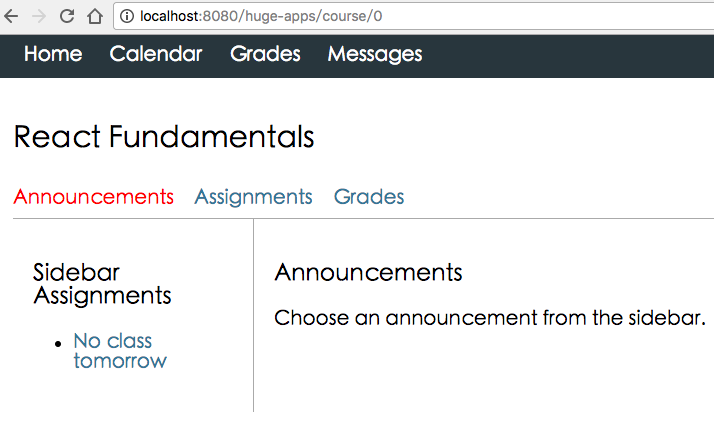 localhost:8080/huge-apps/course/0
Home Calendar Grades Messages
React Fundamentals
Announcements Assignments Grades
Sidebar
Assignments
No class
tomorrow
Announcements
Choose an announcement from the sidebar.